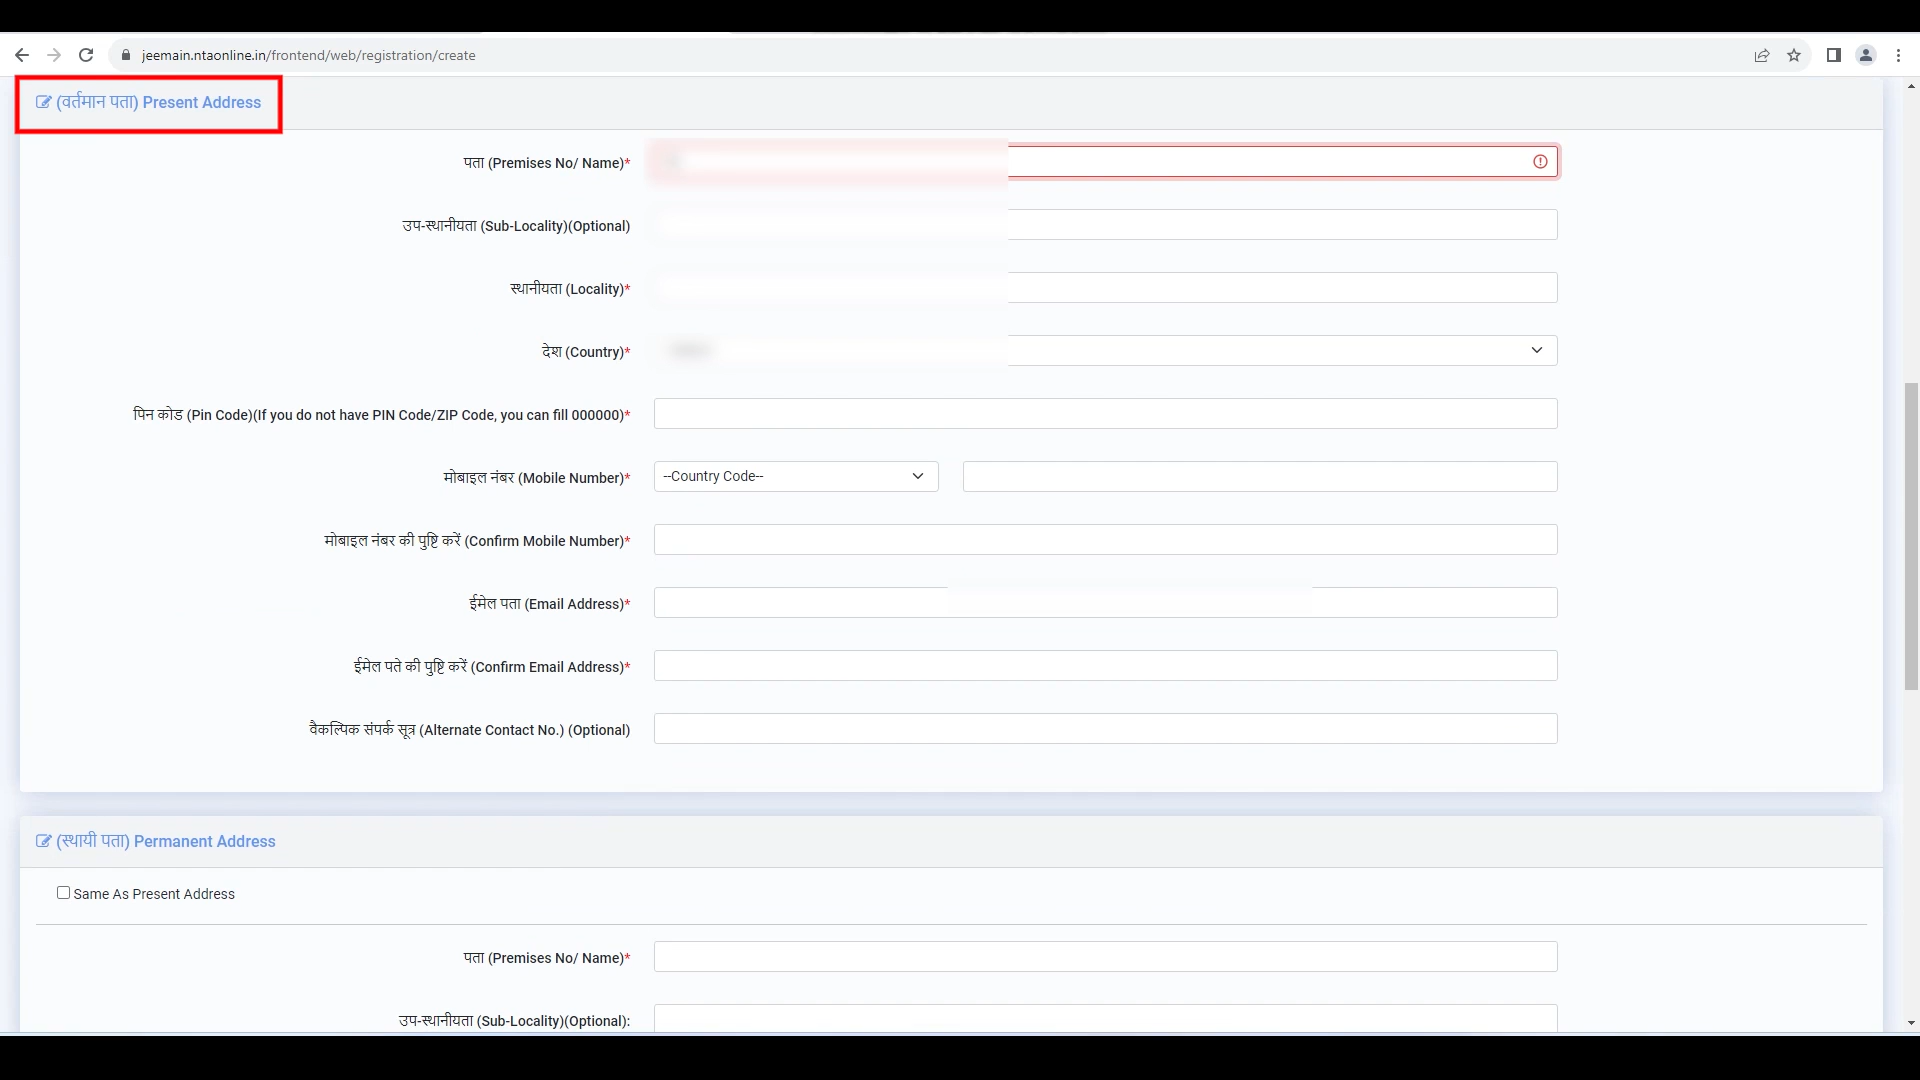 jeemain.ntaonline.in/frontend/web/registration/create
(वर्तमान पता) Present Address
पता (Premises No/ Name)*
उप-स्थानीयता (Sub-Locality)(Optional)
स्थानीयता (Locality)*
देश (Country)*
पिन कोड (Pin Code)(If you do not have PIN Code/ZIP Code, you can fill 000000)*
मोबाइल नंबर (Mobile Number)* --Country Code--
मोबाइल नंबर की पुष्टि करें (Confirm Mobile Number)*
ईमेल पता (Email Address)*
ईमेल पते की पुष्टि करें (Confirm Email Address)*
वैकल्पिक संपर्क सूत्र (Alternate Contact No.) (Optional)
(स्थायी पता) Permanent Address
Same As Present Address
पता (Premises No/ Name)*
उप-स्थानीयता (Sub-Locality)(Optional):